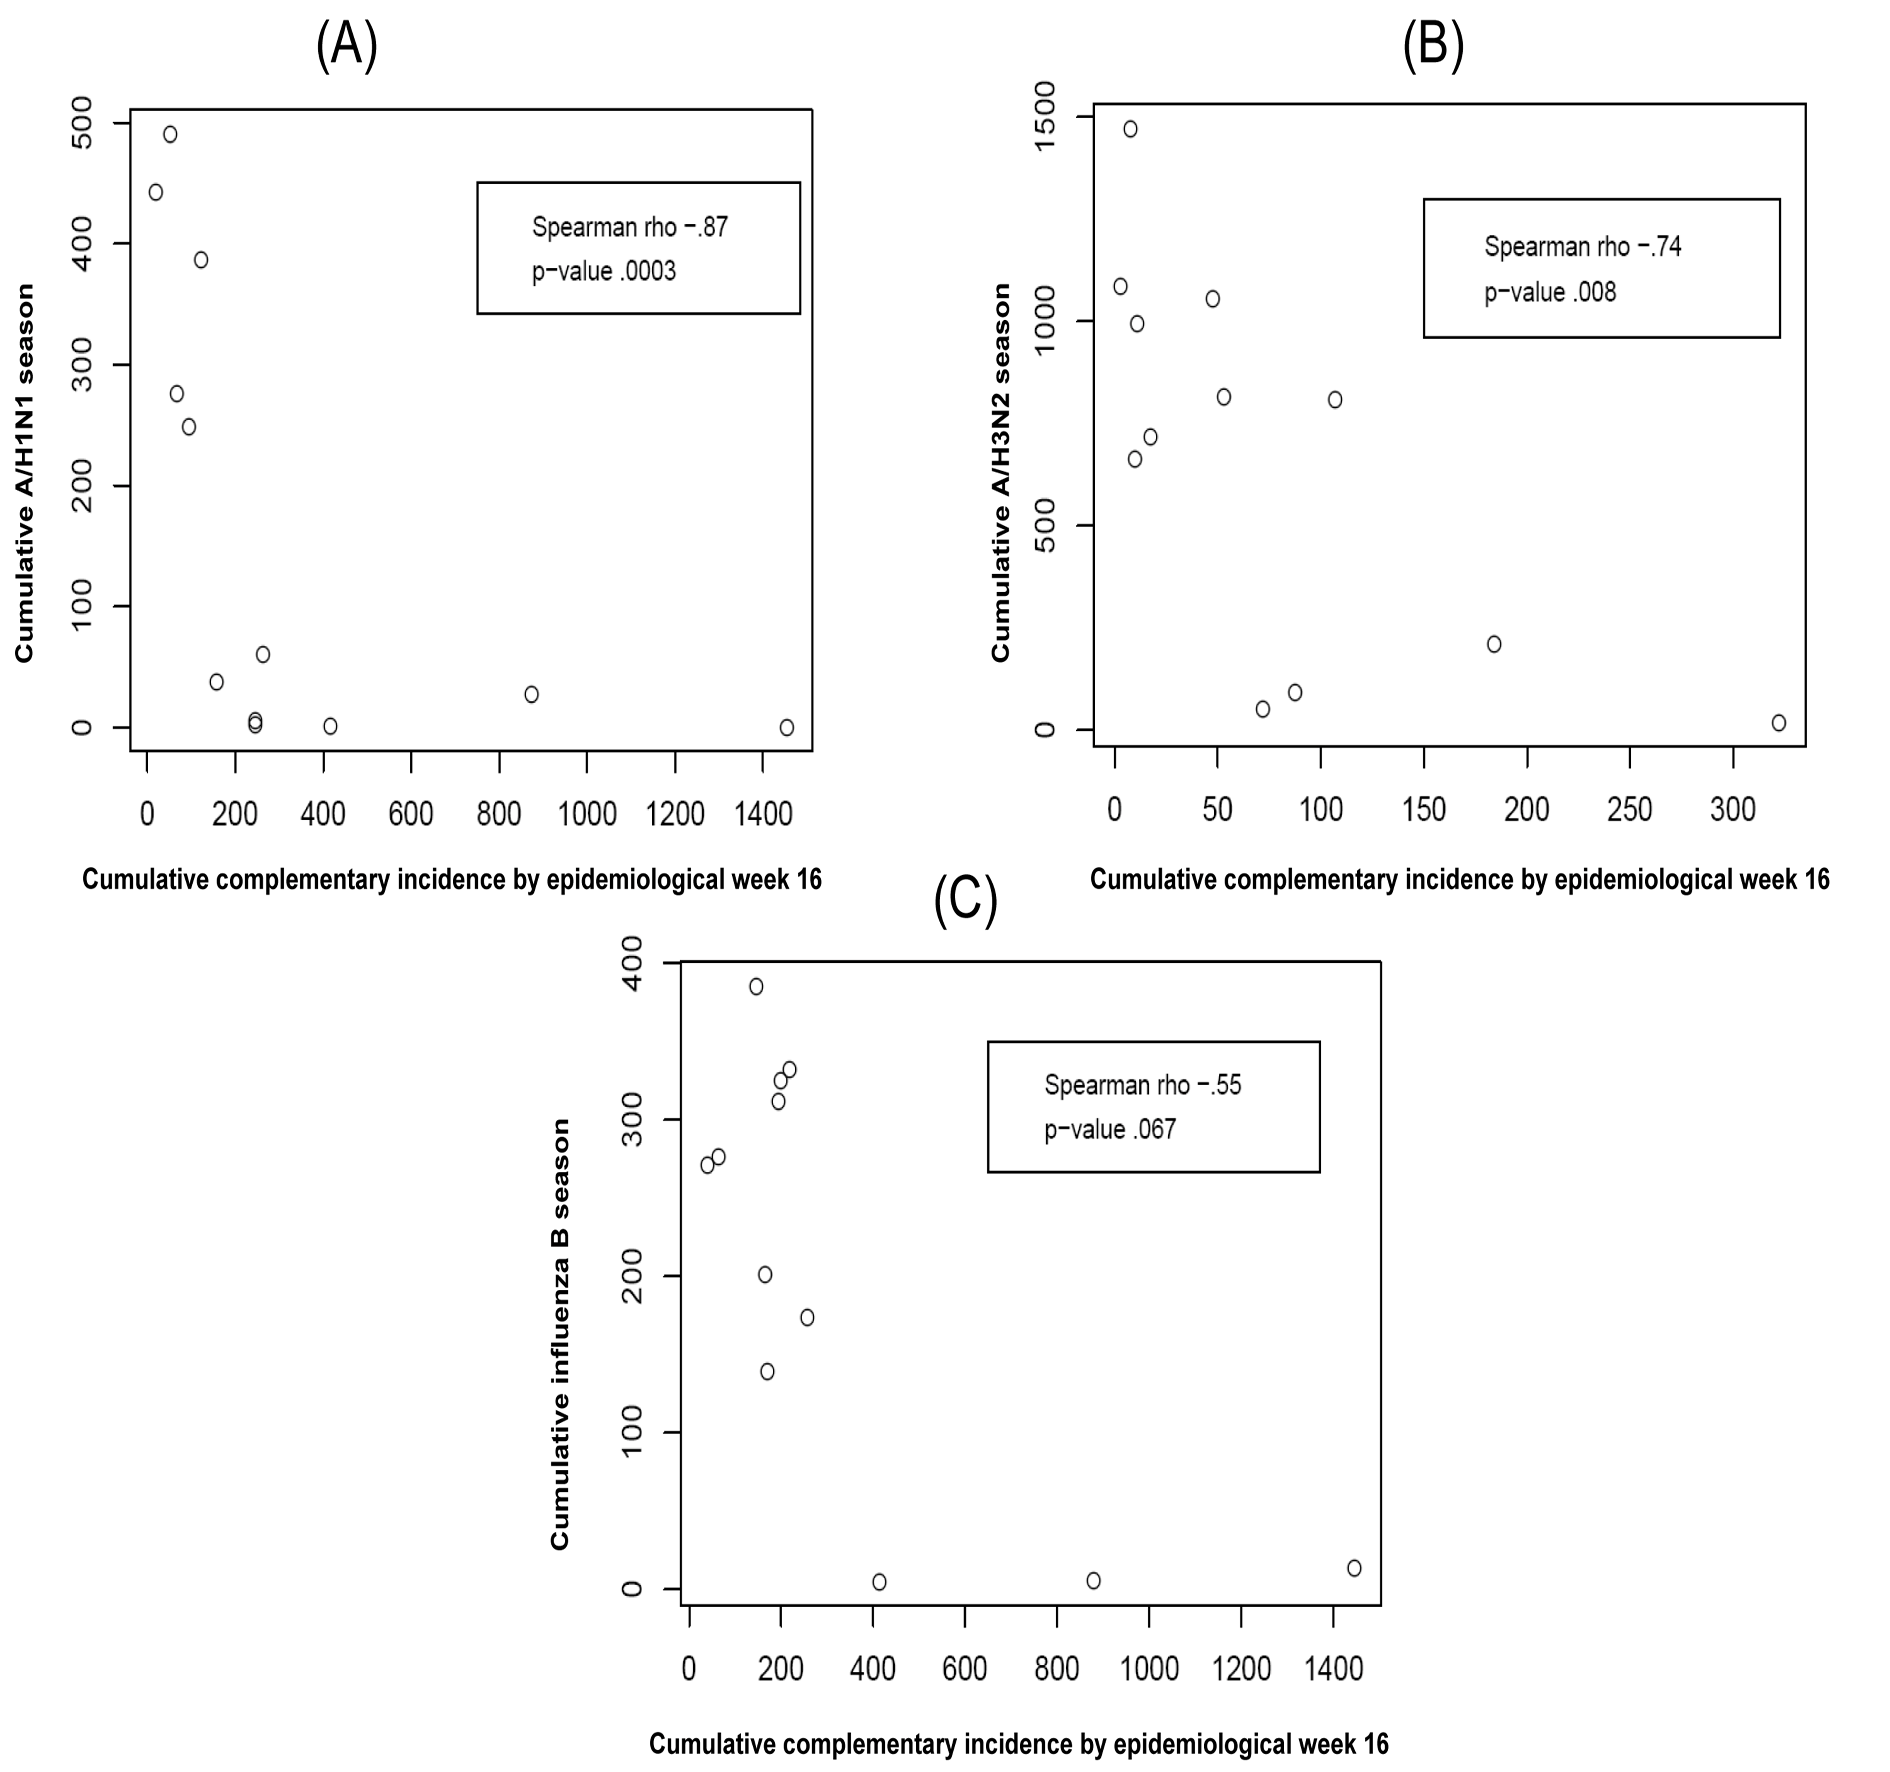 (A)
Cumulative A/H1N1 season
500
400
300
200
100
0
Spearman rho −.87
p−value .0003
0 200 400 600 800 1000 1200 1400
Cumulative complementary incidence by epidemiological week 16
(B)
Cumulative A/H3N2 season
1500
1000
500
0
Spearman rho −.74
p−value .008
0 50 100 150 200 250 300
Cumulative complementary incidence by epidemiological week 16
(C)
Cumulative influenza B season
400
300
200
100
0
Spearman rho −.55
p−value .067
0 200 400 600 800 1000 1200 1400
Cumulative complementary incidence by epidemiological week 16